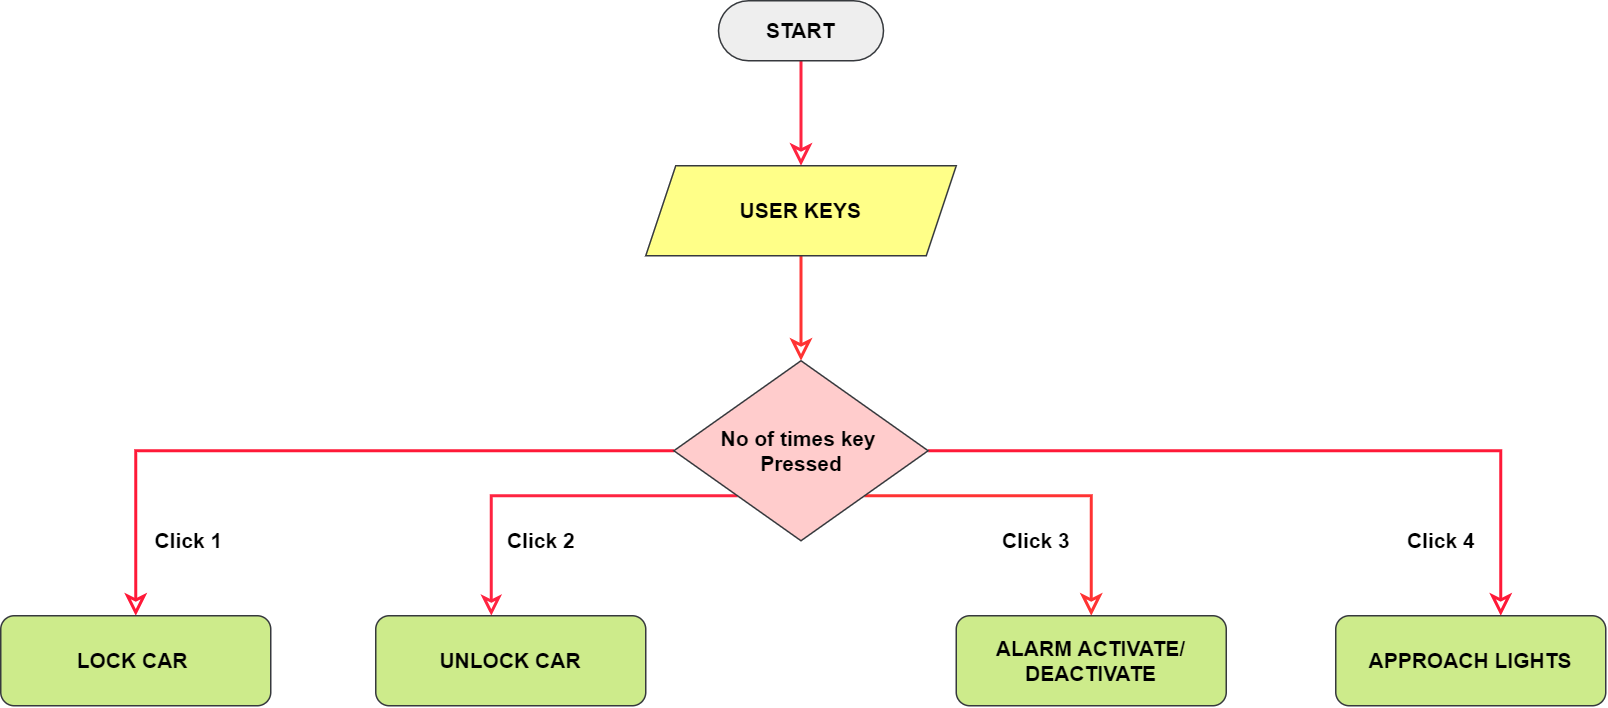 START
USER KEYS
No of times key
Pressed
Click 1
Click 2
Click 3
Click 4
LOCK CAR
UNLOCK CAR
ALARM ACTIVATE/
DEACTIVATE
APPROACH LIGHTS